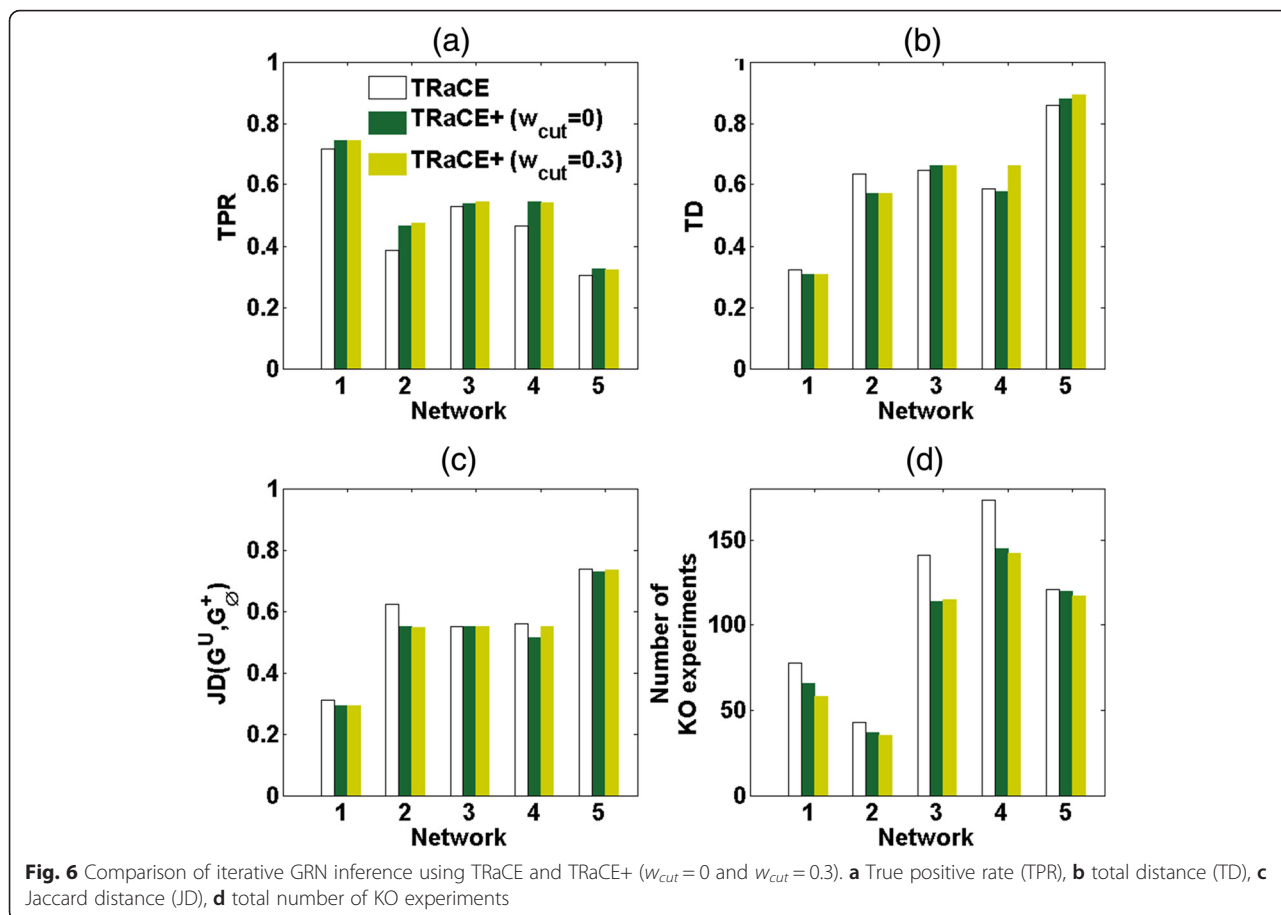 (a)
1
0.8
0.6
0.4
0.2
0
TPR
TRaCE
TRaCE+ (w_cut=0)
TRaCE+ (w_cut=0.3)
1 2 3 4 5
Network
(b)
1
0.8
0.6
0.4
0.2
0
TD
1 2 3 4 5
Network
(c)
1
0.8
0.6
0.4
0.2
0
JD(G^U,G^+_∅)
1 2 3 4 5
Network
(d)
150
100
50
0
Number of
KO experiments
1 2 3 4 5
Network
Fig. 6 Comparison of iterative GRN inference using TRaCE and TRaCE+ (w_cut = 0 and w_cut = 0.3). a True positive rate (TPR), b total distance (TD), c
Jaccard distance (JD), d total number of KO experiments